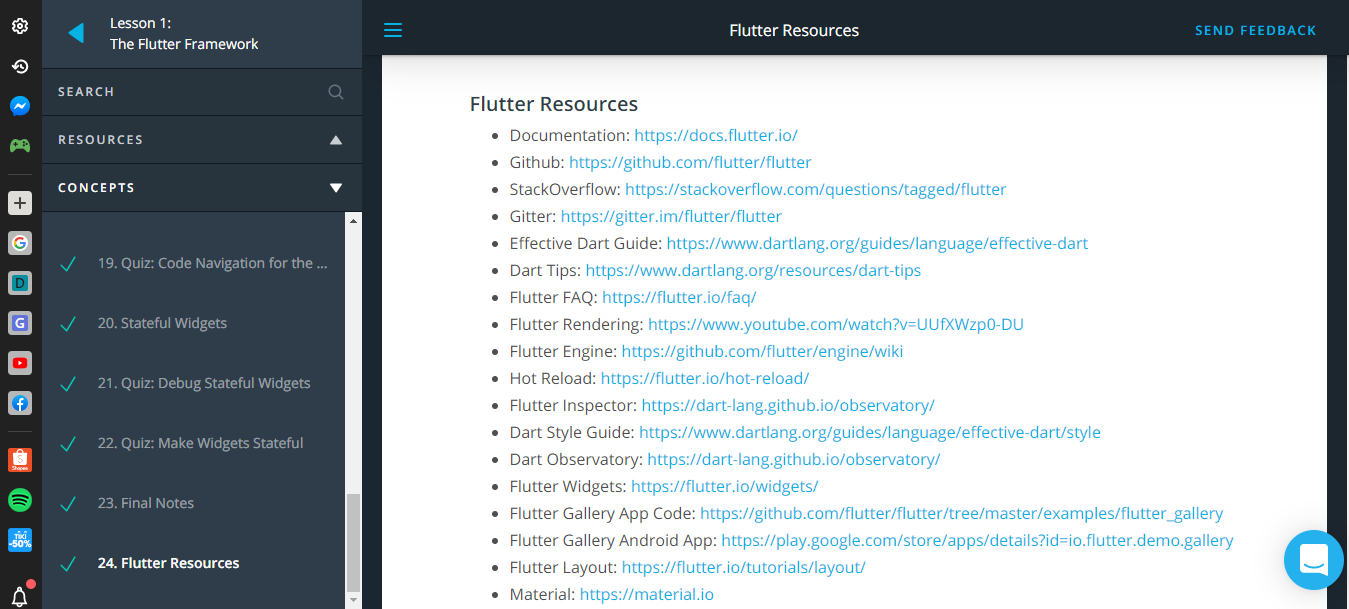 Lesson 1:
The Flutter Framework
SEARCH
RESOURCES
CONCEPTS
19. Quiz: Code Navigation for the ...
20. Stateful Widgets
21. Quiz: Debug Stateful Widgets
22. Quiz: Make Widgets Stateful
23. Final Notes
24. Flutter Resources
G
D
G
Shopee
TIKI
-50%
Flutter Resources
SEND FEEDBACK
Flutter Resources
Documentation: https://docs.flutter.io/
Github: https://github.com/flutter/flutter
StackOverflow: https://stackoverflow.com/questions/tagged/flutter
Gitter: https://gitter.im/flutter/flutter
Effective Dart Guide: https://www.dartlang.org/guides/language/effective-dart
Dart Tips: https://www.dartlang.org/resources/dart-tips
Flutter FAQ: https://flutter.io/faq/
Flutter Rendering: https://www.youtube.com/watch?v=UUfXWzp0-DU
Flutter Engine: https://github.com/flutter/engine/wiki
Hot Reload: https://flutter.io/hot-reload/
Flutter Inspector: https://dart-lang.github.io/observatory/
Dart Style Guide: https://www.dartlang.org/guides/language/effective-dart/style
Dart Observatory: https://dart-lang.github.io/observatory/
Flutter Widgets: https://flutter.io/widgets/
Flutter Gallery App Code: https://github.com/flutter/flutter/tree/master/examples/flutter_gallery
Flutter Gallery Android App: https://play.google.com/store/apps/details?id=io.flutter.demo.gallery
Flutter Layout: https://flutter.io/tutorials/layout/
Material: https://material.io